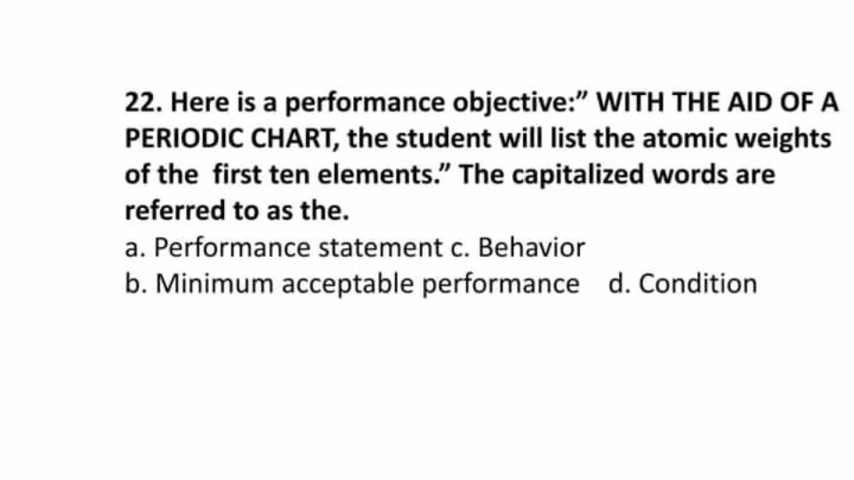 22. Here is a performance objective:” WITH THE AID OF A
PERIODIC CHART, the student will list the atomic weights
of the first ten elements.” The capitalized words are
referred to as the.
a. Performance statement c. Behavior
b. Minimum acceptable performance d. Condition